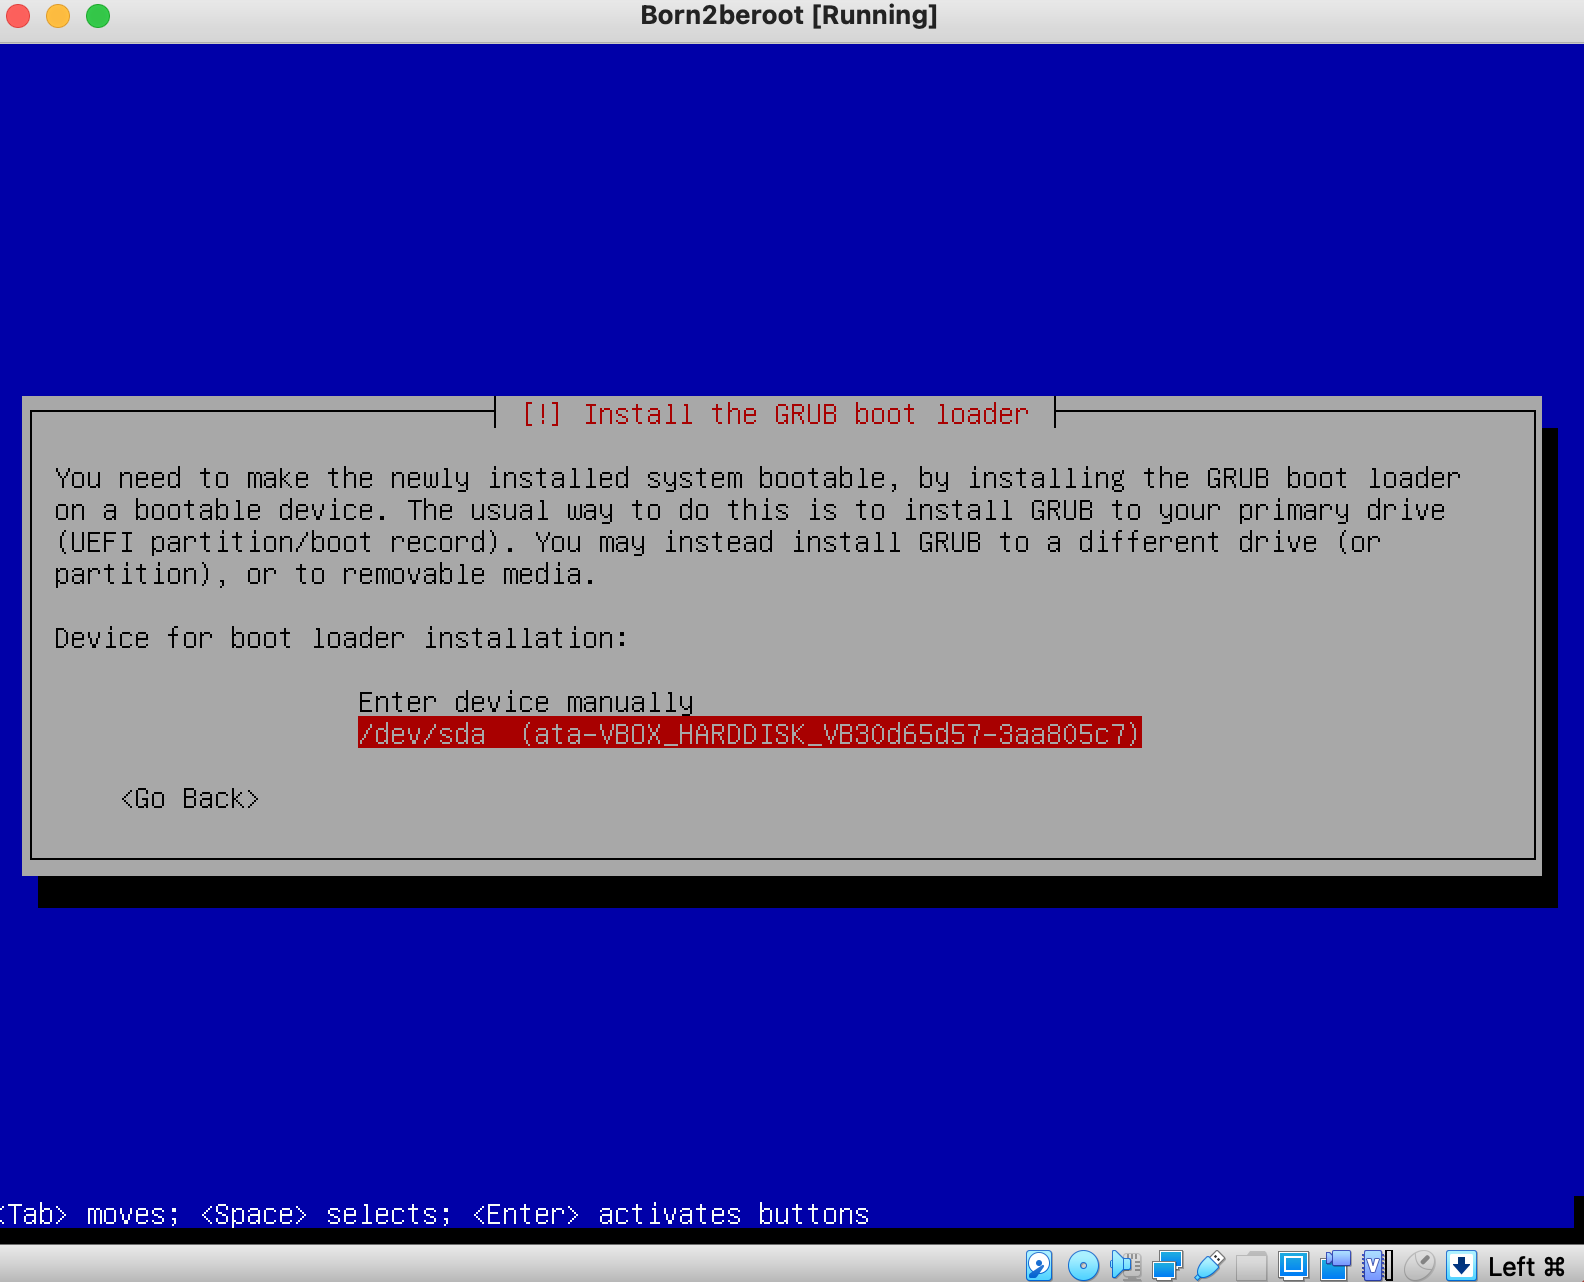 Born2beroot [Running]
[!] Install the GRUB boot loader
You need to make the newly installed system bootable, by installing the GRUB boot loader
on a bootable device. The usual way to do this is to install GRUB to your primary drive
(UEFI partition/boot record). You may instead install GRUB to a different drive (or
partition), or to removable media.
Device for boot loader installation:
Enter device manually
/dev/sda  (ata-VBOX_HARDDISK_VB30d65d57-3aa805c7)
<Go Back>
<Tab> moves; <Space> selects; <Enter> activates buttons
Left ⌘